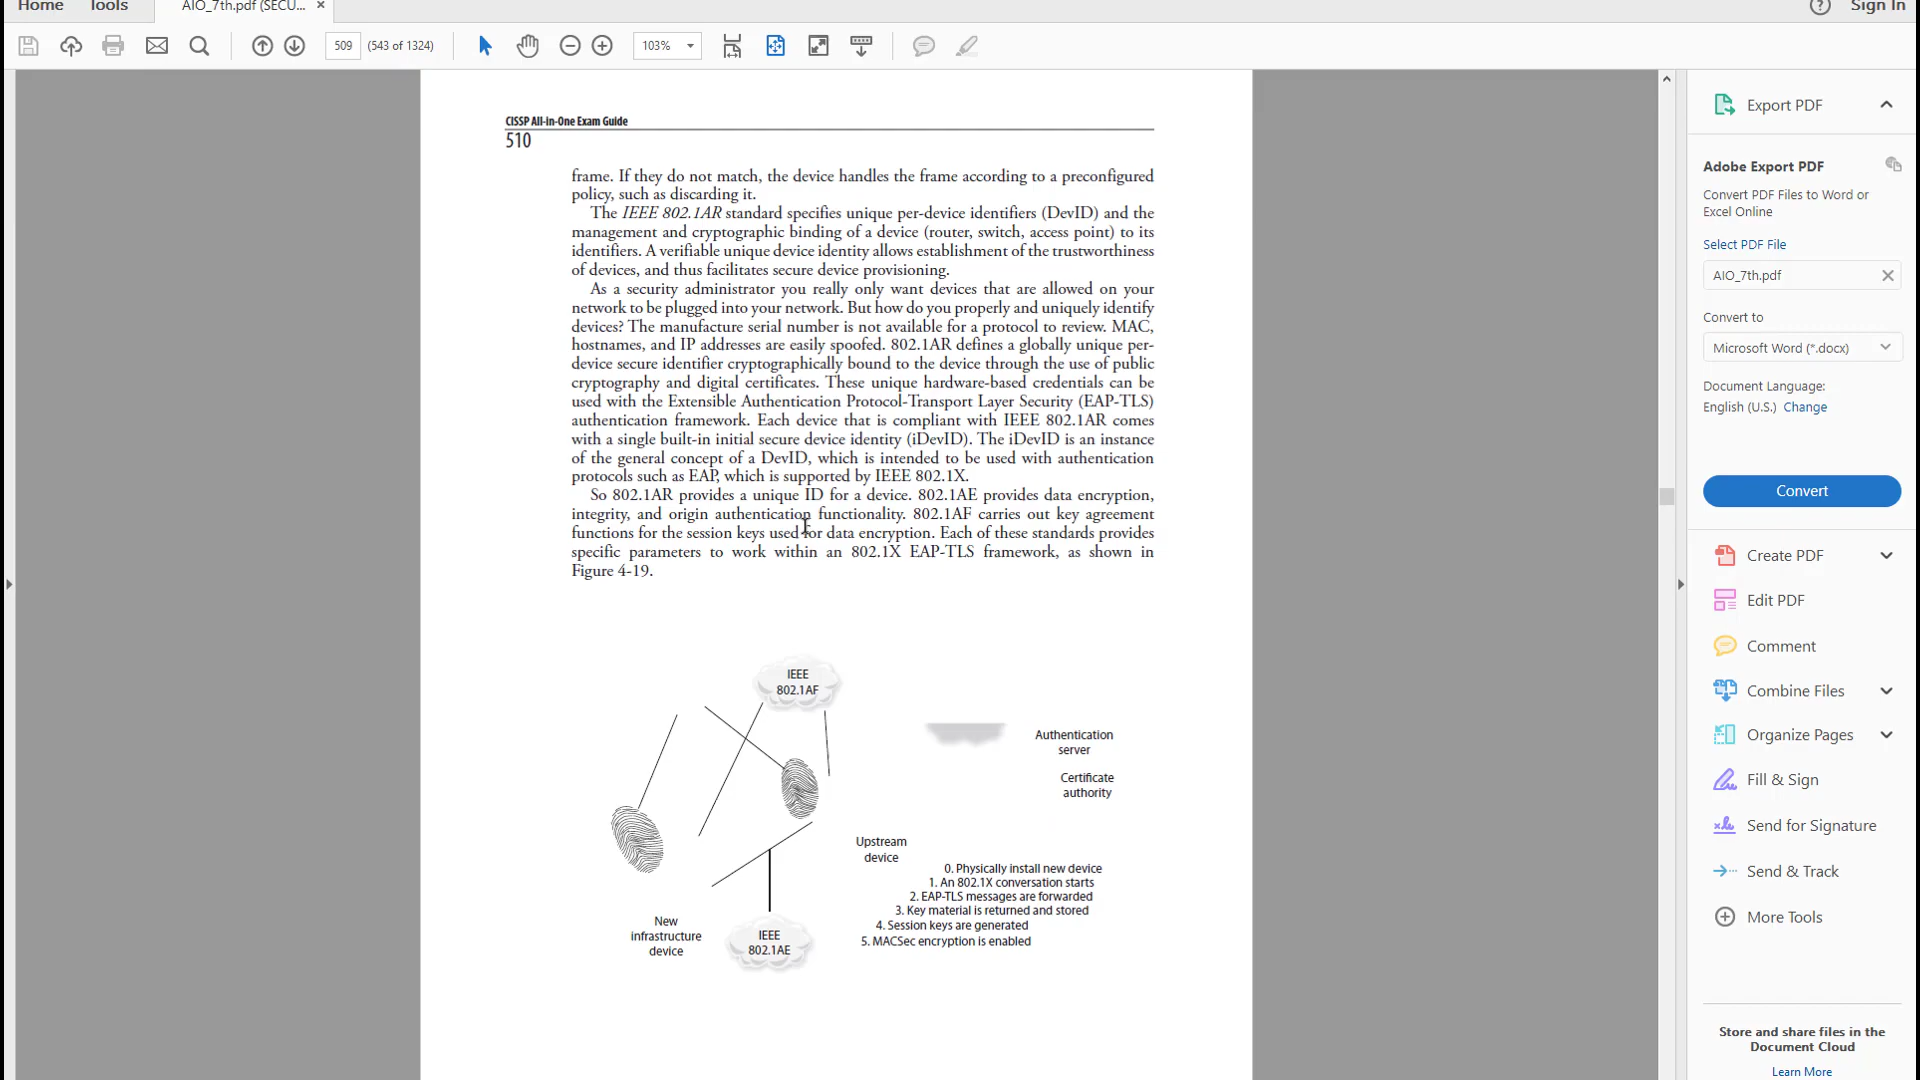 Home Tools AIO_7th.pdf (SECU... × Sign In
509 (543 of 1324) 103%
CISSP All-in-One Exam Guide
510
frame. If they do not match, the device handles the frame according to a preconfigured
policy, such as discarding it.
The IEEE 802.1AR standard specifies unique per-device identifiers (DevID) and the
management and cryptographic binding of a device (router, switch, access point) to its
identifiers. A verifiable unique device identity allows establishment of the trustworthiness
of devices, and thus facilitates secure device provisioning.
As a security administrator you really only want devices that are allowed on your
network to be plugged into your network. But how do you properly and uniquely identify
devices? The manufacture serial number is not available for a protocol to review. MAC,
hostnames, and IP addresses are easily spoofed. 802.1AR defines a globally unique per-
device secure identifier cryptographically bound to the device through the use of public
cryptography and digital certificates. These unique hardware-based credentials can be
used with the Extensible Authentication Protocol-Transport Layer Security (EAP-TLS)
authentication framework. Each device that is compliant with IEEE 802.1AR comes
with a single built-in initial secure device identity (iDevID). The iDevID is an instance
of the general concept of a DevID, which is intended to be used with authentication
protocols such as EAP, which is supported by IEEE 802.1X.
So 802.1AR provides a unique ID for a device. 802.1AE provides data encryption,
integrity, and origin authentication functionality. 802.1AF carries out key agreement
functions for the session keys used for data encryption. Each of these standards provides
specific parameters to work within an 802.1X EAP-TLS framework, as shown in
Figure 4-19.
IEEE
802.1AF
Authentication
server
Certificate
authority
Upstream
device
0. Physically install new device
1. An 802.1X conversation starts
2. EAP-TLS messages are forwarded
3. Key material is returned and stored
4. Session keys are generated
5. MACSec encryption is enabled
New
infrastructure
device
IEEE
802.1AE
Export PDF
Adobe Export PDF
Convert PDF Files to Word or
Excel Online
Select PDF File
AIO_7th.pdf
Convert to
Microsoft Word (*.docx)
Document Language:
English (U.S.) Change
Convert
Create PDF
Edit PDF
Comment
Combine Files
Organize Pages
Fill & Sign
Send for Signature
Send & Track
More Tools
Store and share files in the
Document Cloud
Learn More